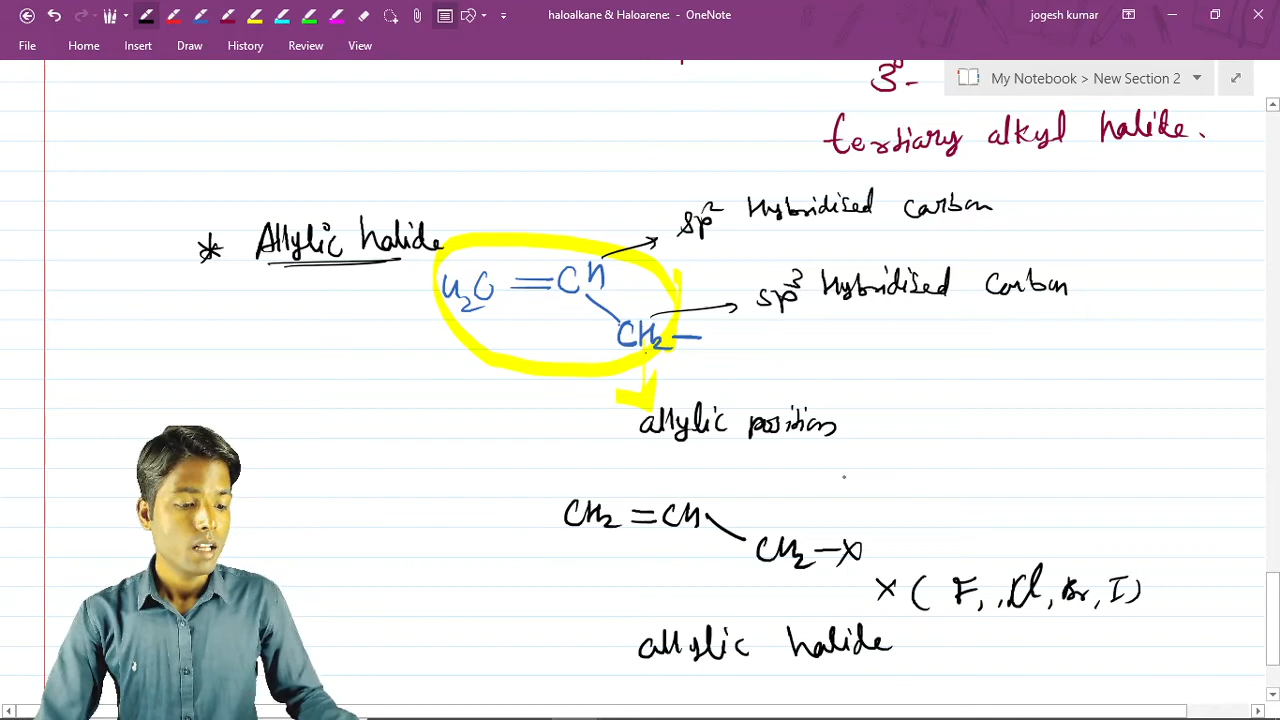 haloalkane & Haloarene: - OneNote
jogesh kumar
File Home Insert Draw History Review View
My Notebook > New Section 2
3° -
tertiary alkyl halide.
* Allylic halide
sp² Hybridised carbon
H₂C = CH
sp³ Hybridised carbon
CH₂ —
allylic position
CH₂ = CH
CH₂ — X
X ( F, , Cl, Br, I )
allylic halide